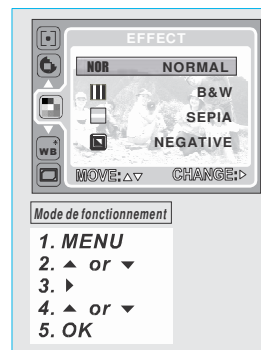 EFFECT
NOR NORMAL
B&W
SEPIA
NEGATIVE
WB+
MOVE:△▽ CHANGE:▷
Mode de fonctionnement
1. MENU
2. ▲ or ▼
3. ▶
4. ▲ or ▼
5. OK